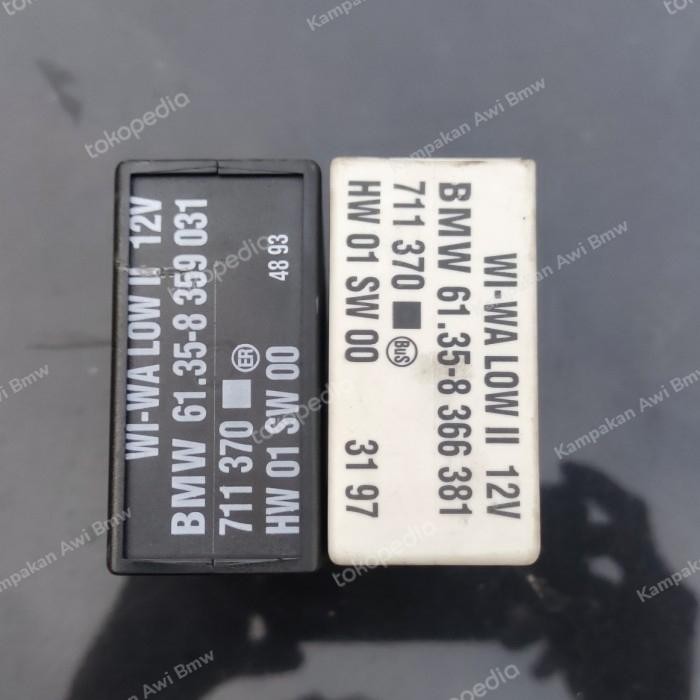 WI-WA LOW II 12V
BMW 61.35-8 359 031
711 370 ER
HW 01 SW 00 48 93
WI-WA LOW II 12V
BMW 61.35-8 366 381
711 370 BuS
HW 01 SW 00 31 97
tokopedia
Kampakan Awi Bmw